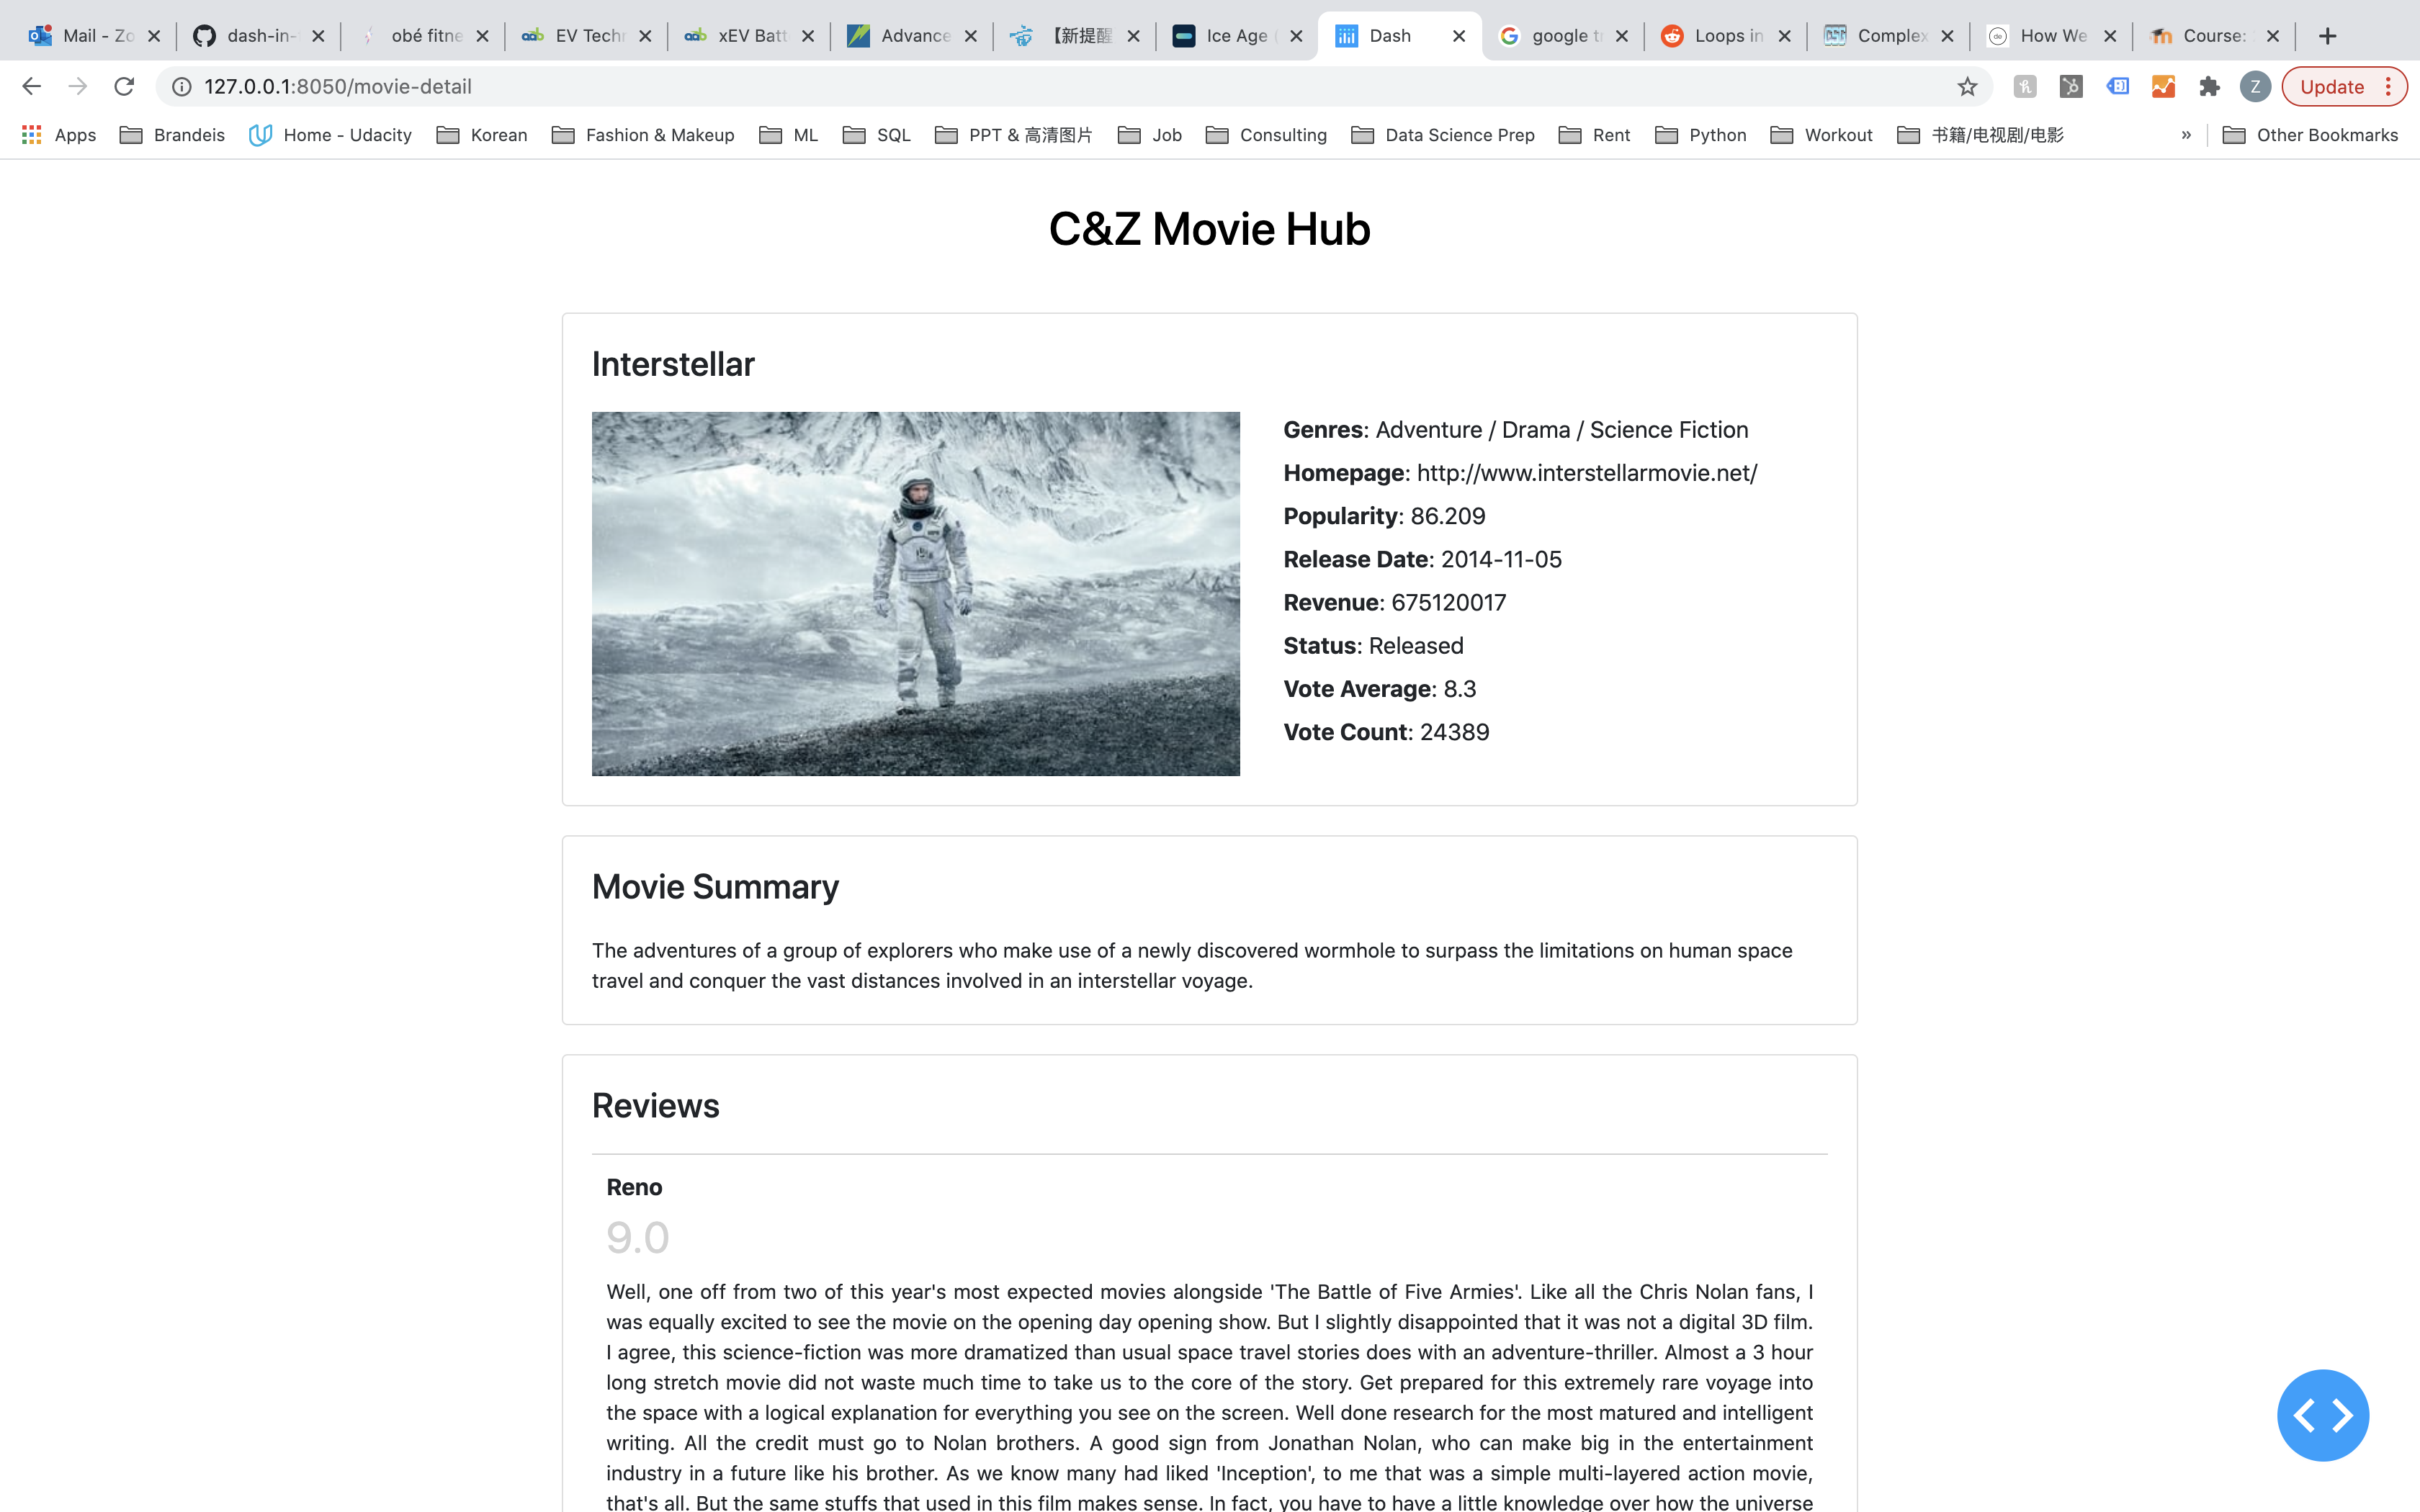 Mail - Zo
dash-in-
obé fitne
EV Techn
xEV Batt
Advance
【新提醒
Ice Age (
Dash
google tr
Loops in
Complex
How We
Course:
127.0.0.1:8050/movie-detail
Z
Update
Apps
Brandeis
Home - Udacity
Korean
Fashion & Makeup
ML
SQL
PPT & 高清图片
Job
Consulting
Data Science Prep
Rent
Python
Workout
书籍/电视剧/电影
»
Other Bookmarks
C&Z Movie Hub
Interstellar
Genres: Adventure / Drama / Science Fiction
Homepage: http://www.interstellarmovie.net/
Popularity: 86.209
Release Date: 2014-11-05
Revenue: 675120017
Status: Released
Vote Average: 8.3
Vote Count: 24389
Movie Summary
The adventures of a group of explorers who make use of a newly discovered wormhole to surpass the limitations on human space
travel and conquer the vast distances involved in an interstellar voyage.
Reviews
Reno
9.0
Well, one off from two of this year's most expected movies alongside 'The Battle of Five Armies'. Like all the Chris Nolan fans, I
was equally excited to see the movie on the opening day opening show. But I slightly disappointed that it was not a digital 3D film.
I agree, this science-fiction was more dramatized than usual space travel stories does with an adventure-thriller. Almost a 3 hour
long stretch movie did not waste much time to take us to the core of the story. Get prepared for this extremely rare voyage into
the space with a logical explanation for everything you see on the screen. Well done research for the most matured and intelligent
writing. All the credit must go to Nolan brothers. A good sign from Jonathan Nolan, who can make big in the entertainment
industry in a future like his brother. As we know many had liked 'Inception', to me that was a simple multi-layered action movie,
that's all. But the same stuffs that used in this film makes sense. In fact, you have to have a little knowledge over how the universe